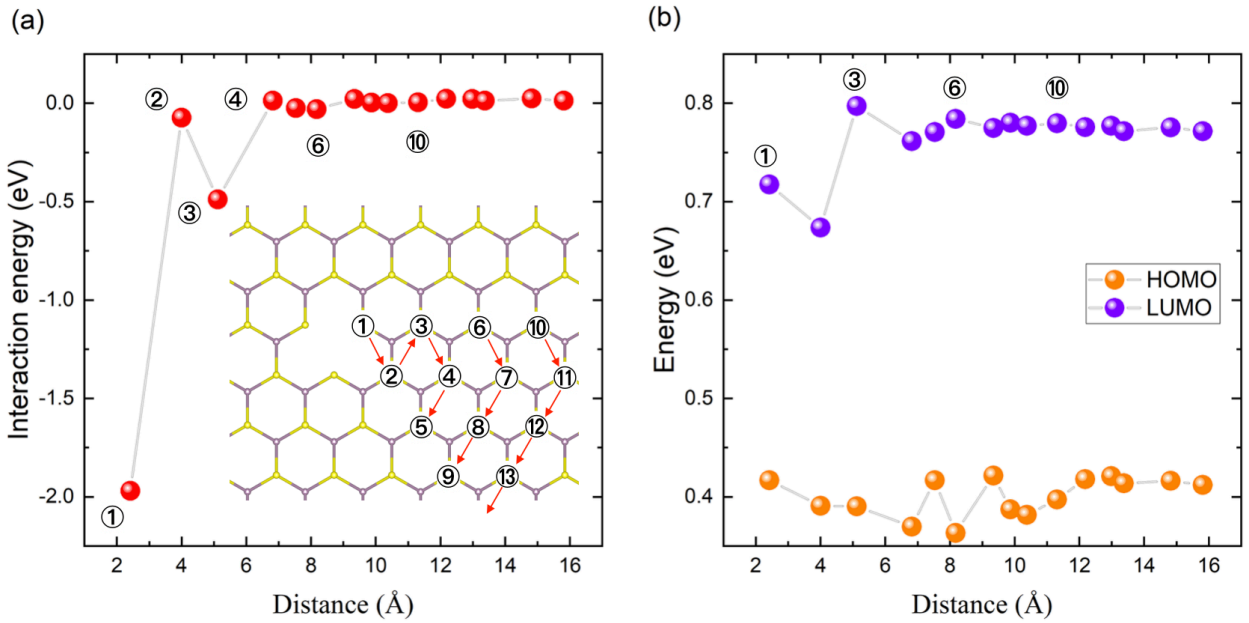 (a)
②
④
0.0
⑥
⑩
③
-0.5
-1.0
-1.5
-2.0
①
Interaction energy (eV)
① ③ ⑥ ⑩
② ④ ⑦ ⑪
⑤ ⑧ ⑫
⑨ ⑬
2 4 6 8 10 12 14 16
Distance (Å)
(b)
③ ⑥ ⑩
0.8
①
0.7
0.6
0.5
0.4
Energy (eV)
HOMO
LUMO
2 4 6 8 10 12 14 16
Distance (Å)